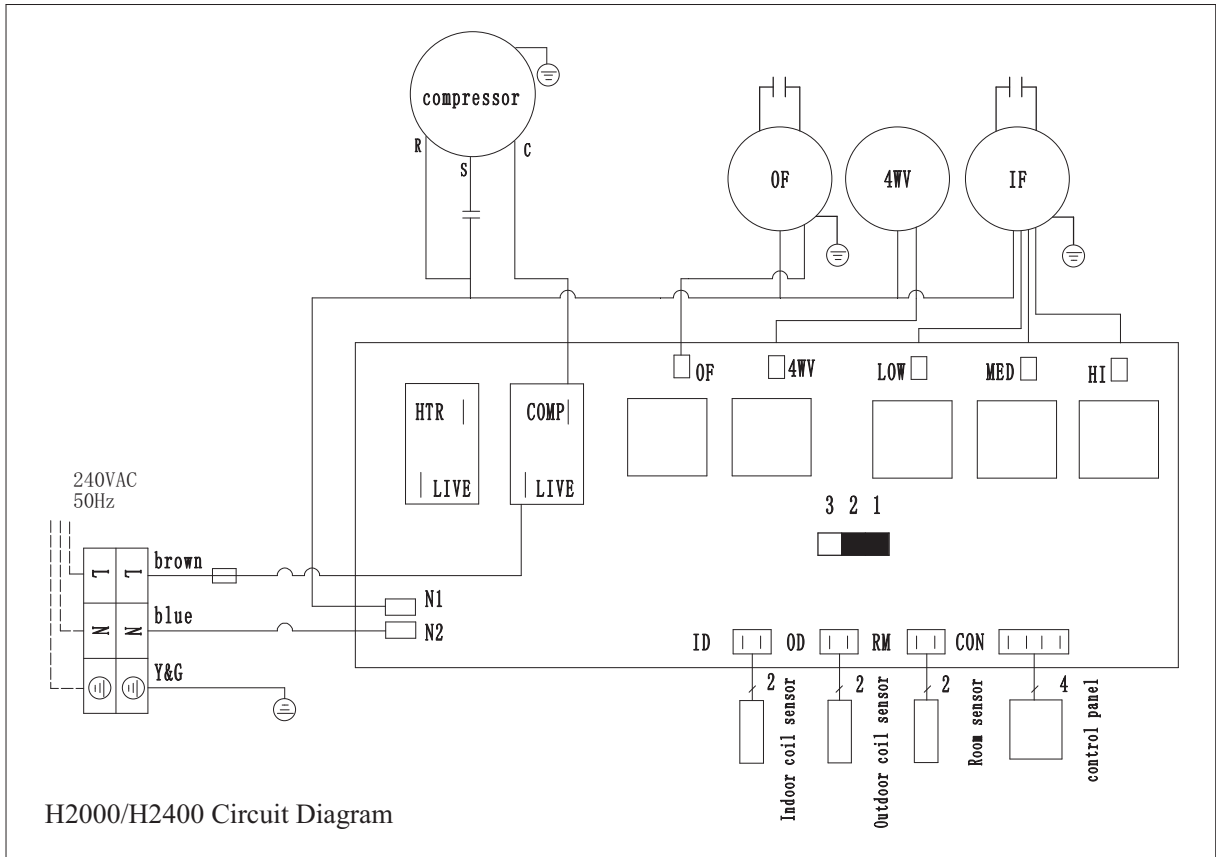 compressor
R
S
C
OF
4WV
IF
OF
4WV
LOW
MED
HI
HTR
LIVE
COMP
LIVE
240VAC
50Hz
3 2 1
L L
brown
N N
blue
Y&G
N1
N2
ID
OD
RM
CON
2
2
2
4
Indoor coil sensor
Outdoor coil sensor
Room sensor
control panel
H2000/H2400 Circuit Diagram